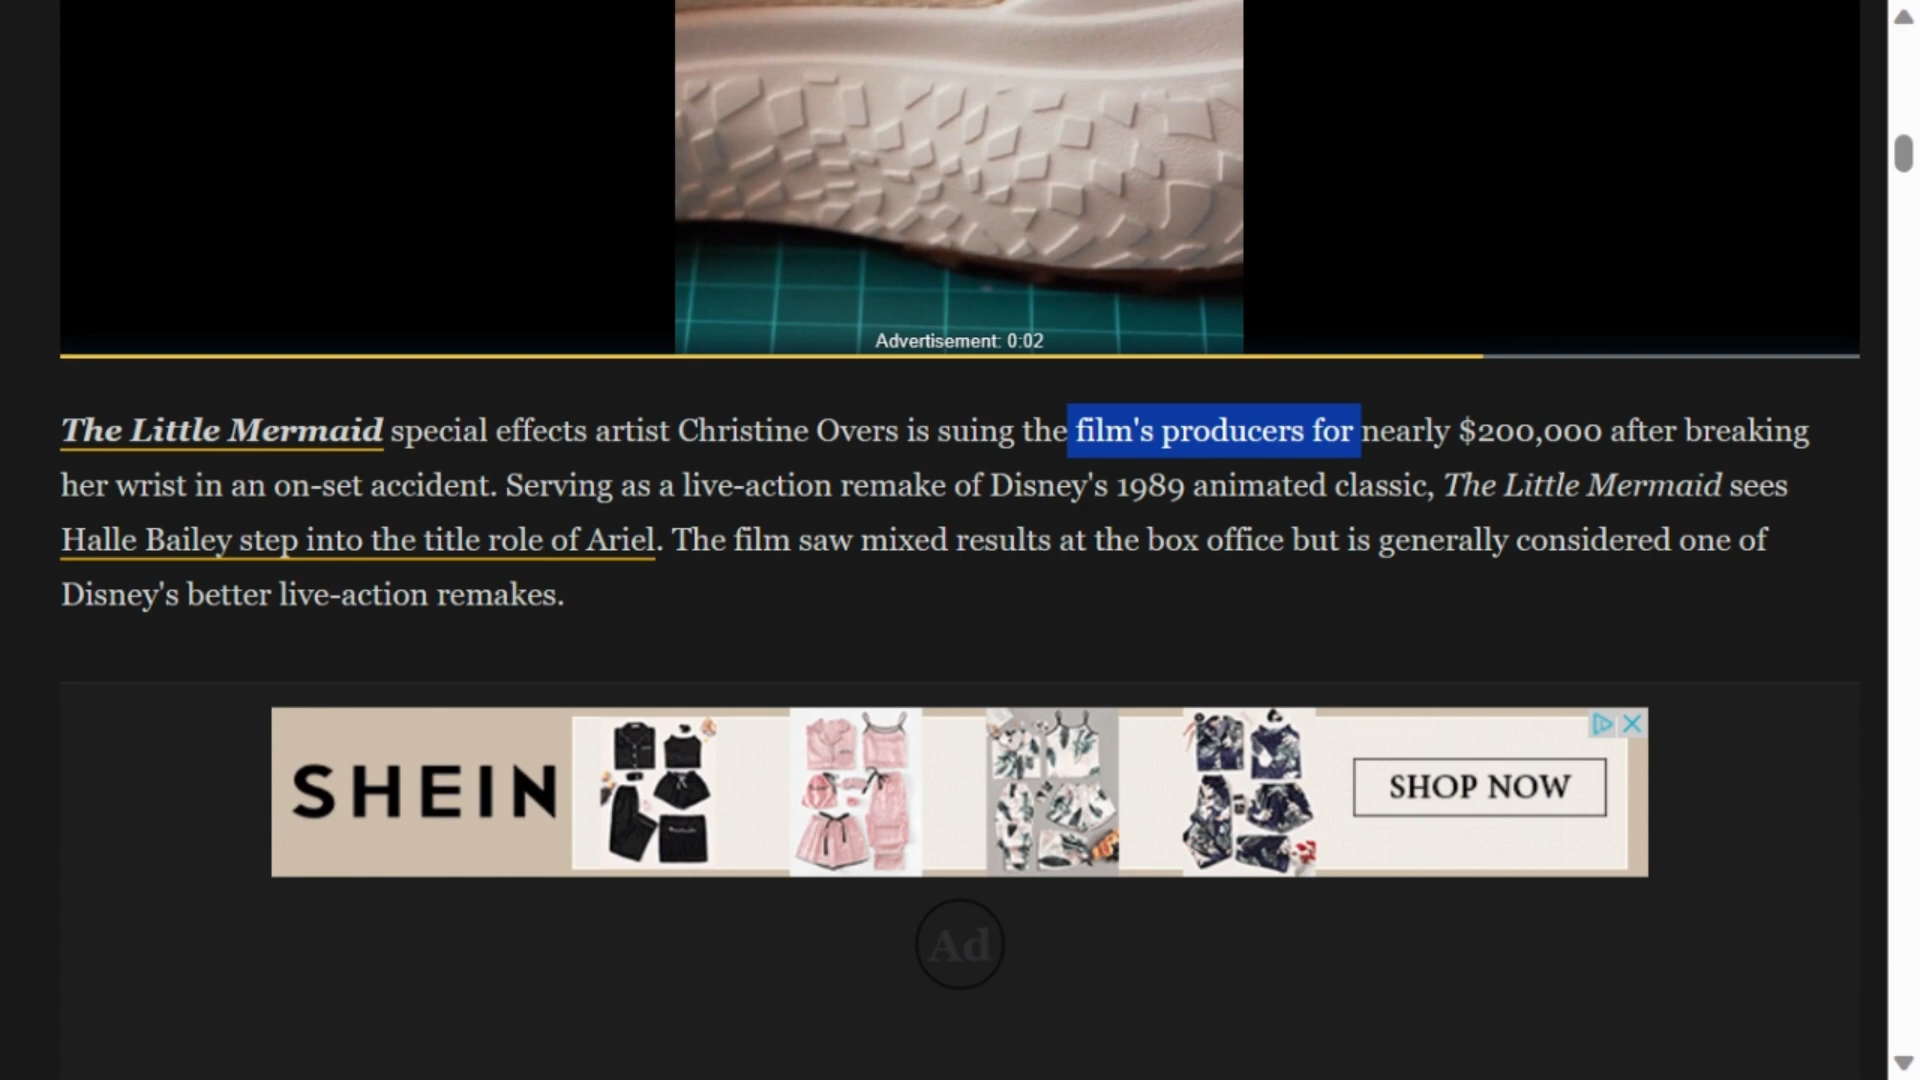 Advertisement: 0:02
The Little Mermaid special effects artist Christine Overs is suing the film's producers for nearly $200,000 after breaking
her wrist in an on-set accident. Serving as a live-action remake of Disney's 1989 animated classic, The Little Mermaid sees
Halle Bailey step into the title role of Ariel. The film saw mixed results at the box office but is generally considered one of
Disney's better live-action remakes.
SHEIN
SHOP NOW
Ad